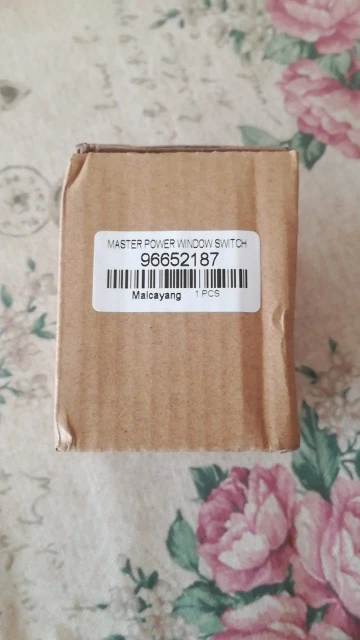 MASTER POWER WINDOW SWITCH
96652187
Malcayang 1 PCS